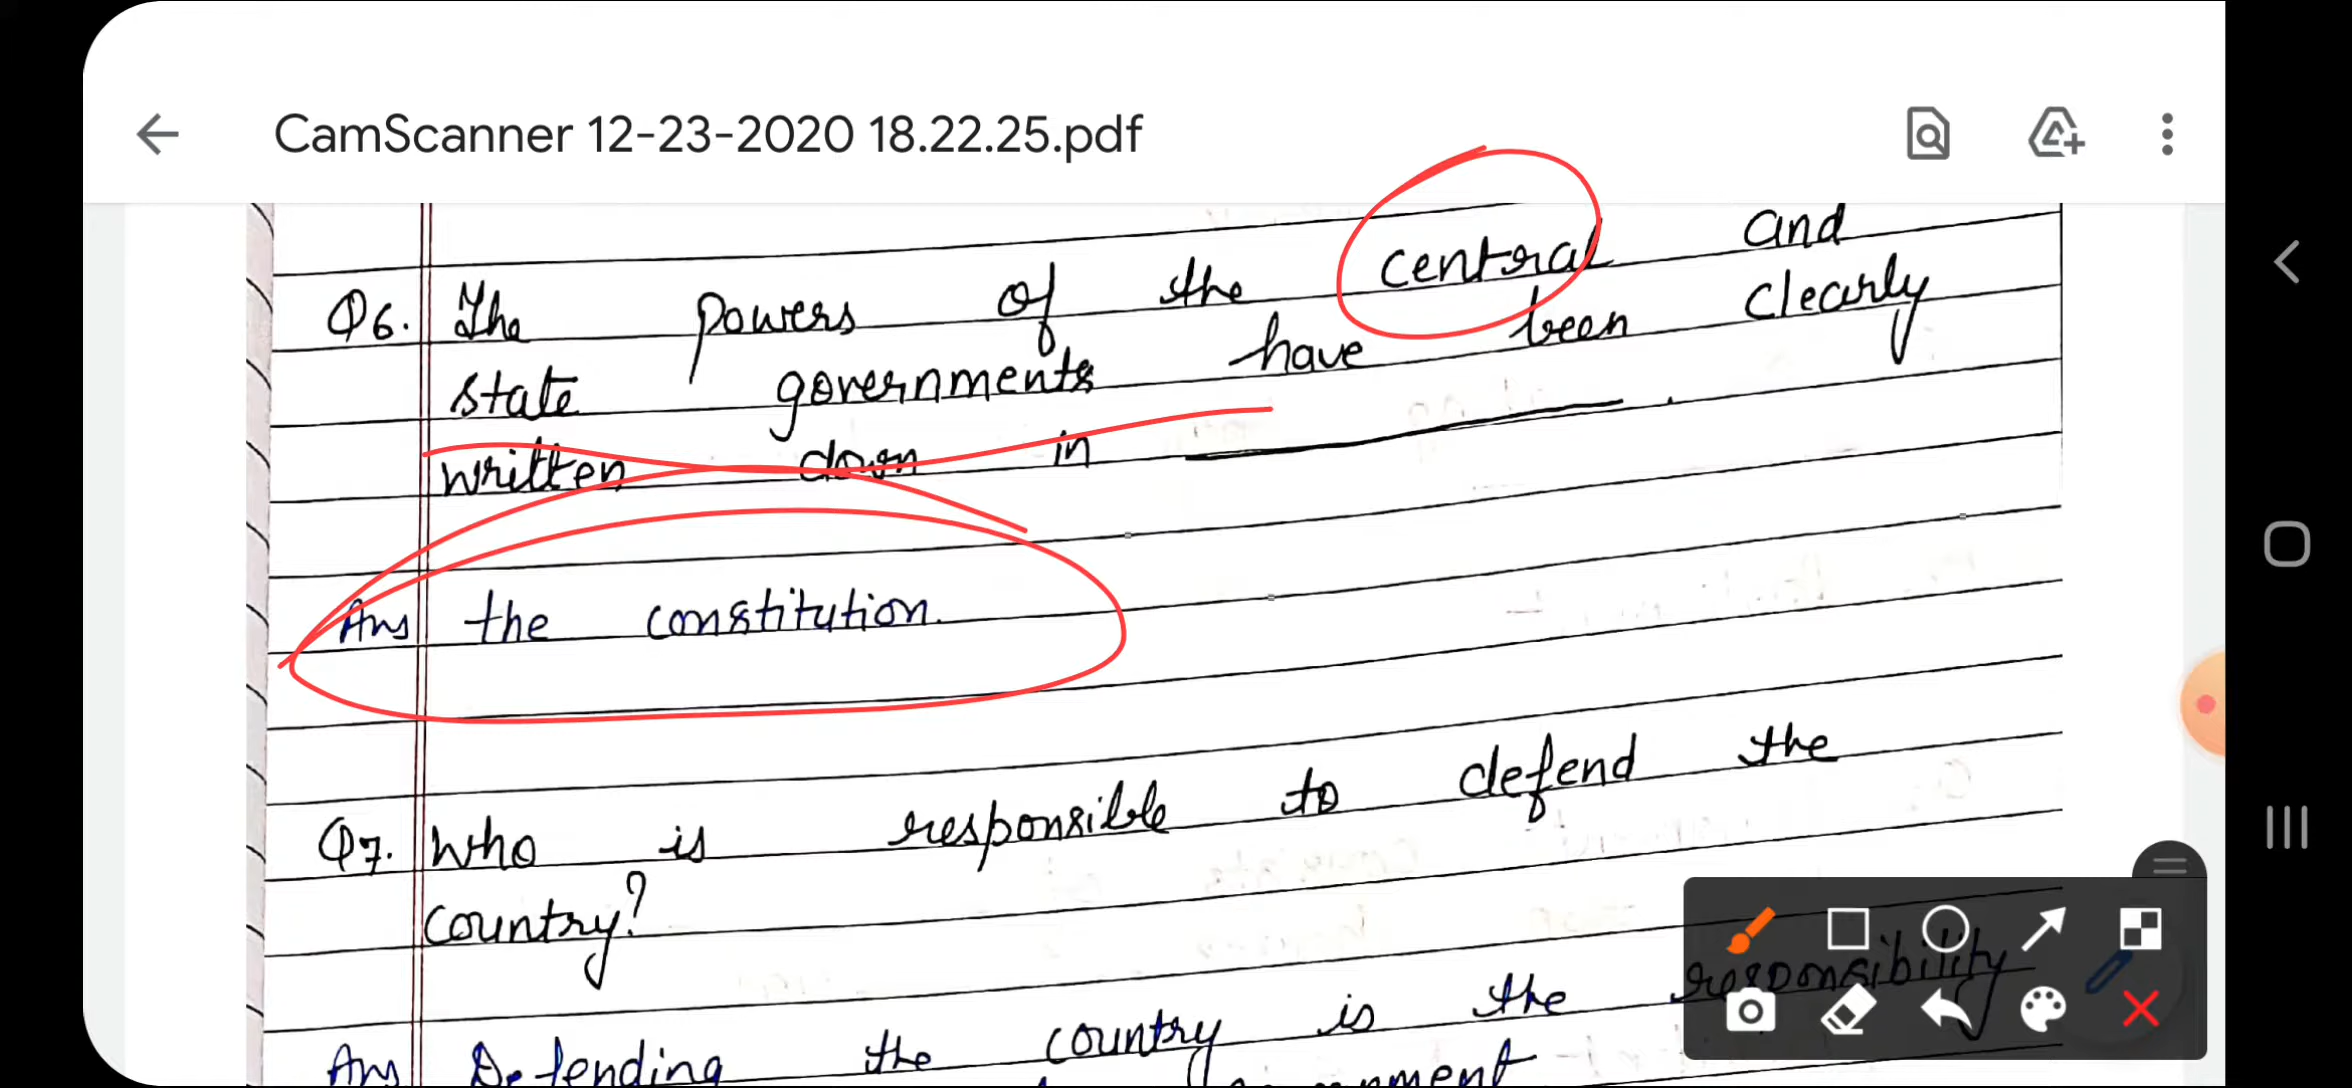 CamScanner 12-23-2020 18.22.25.pdf
Q6. The powers of the central and
state governments have been clearly
written down in ________.
Ans the constitution.
Q7. Who is responsible to defend the
country?
Ans Defending the country is the responsibility